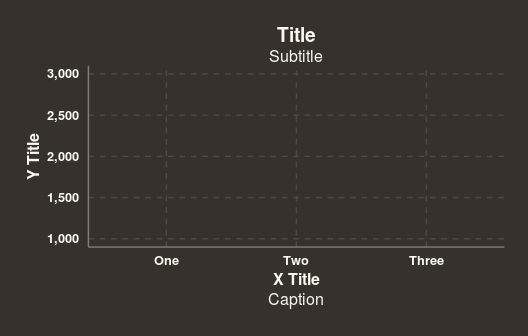 Title
Subtitle
Y Title
3,000
2,500
2,000
1,500
1,000
One Two Three
X Title
Caption